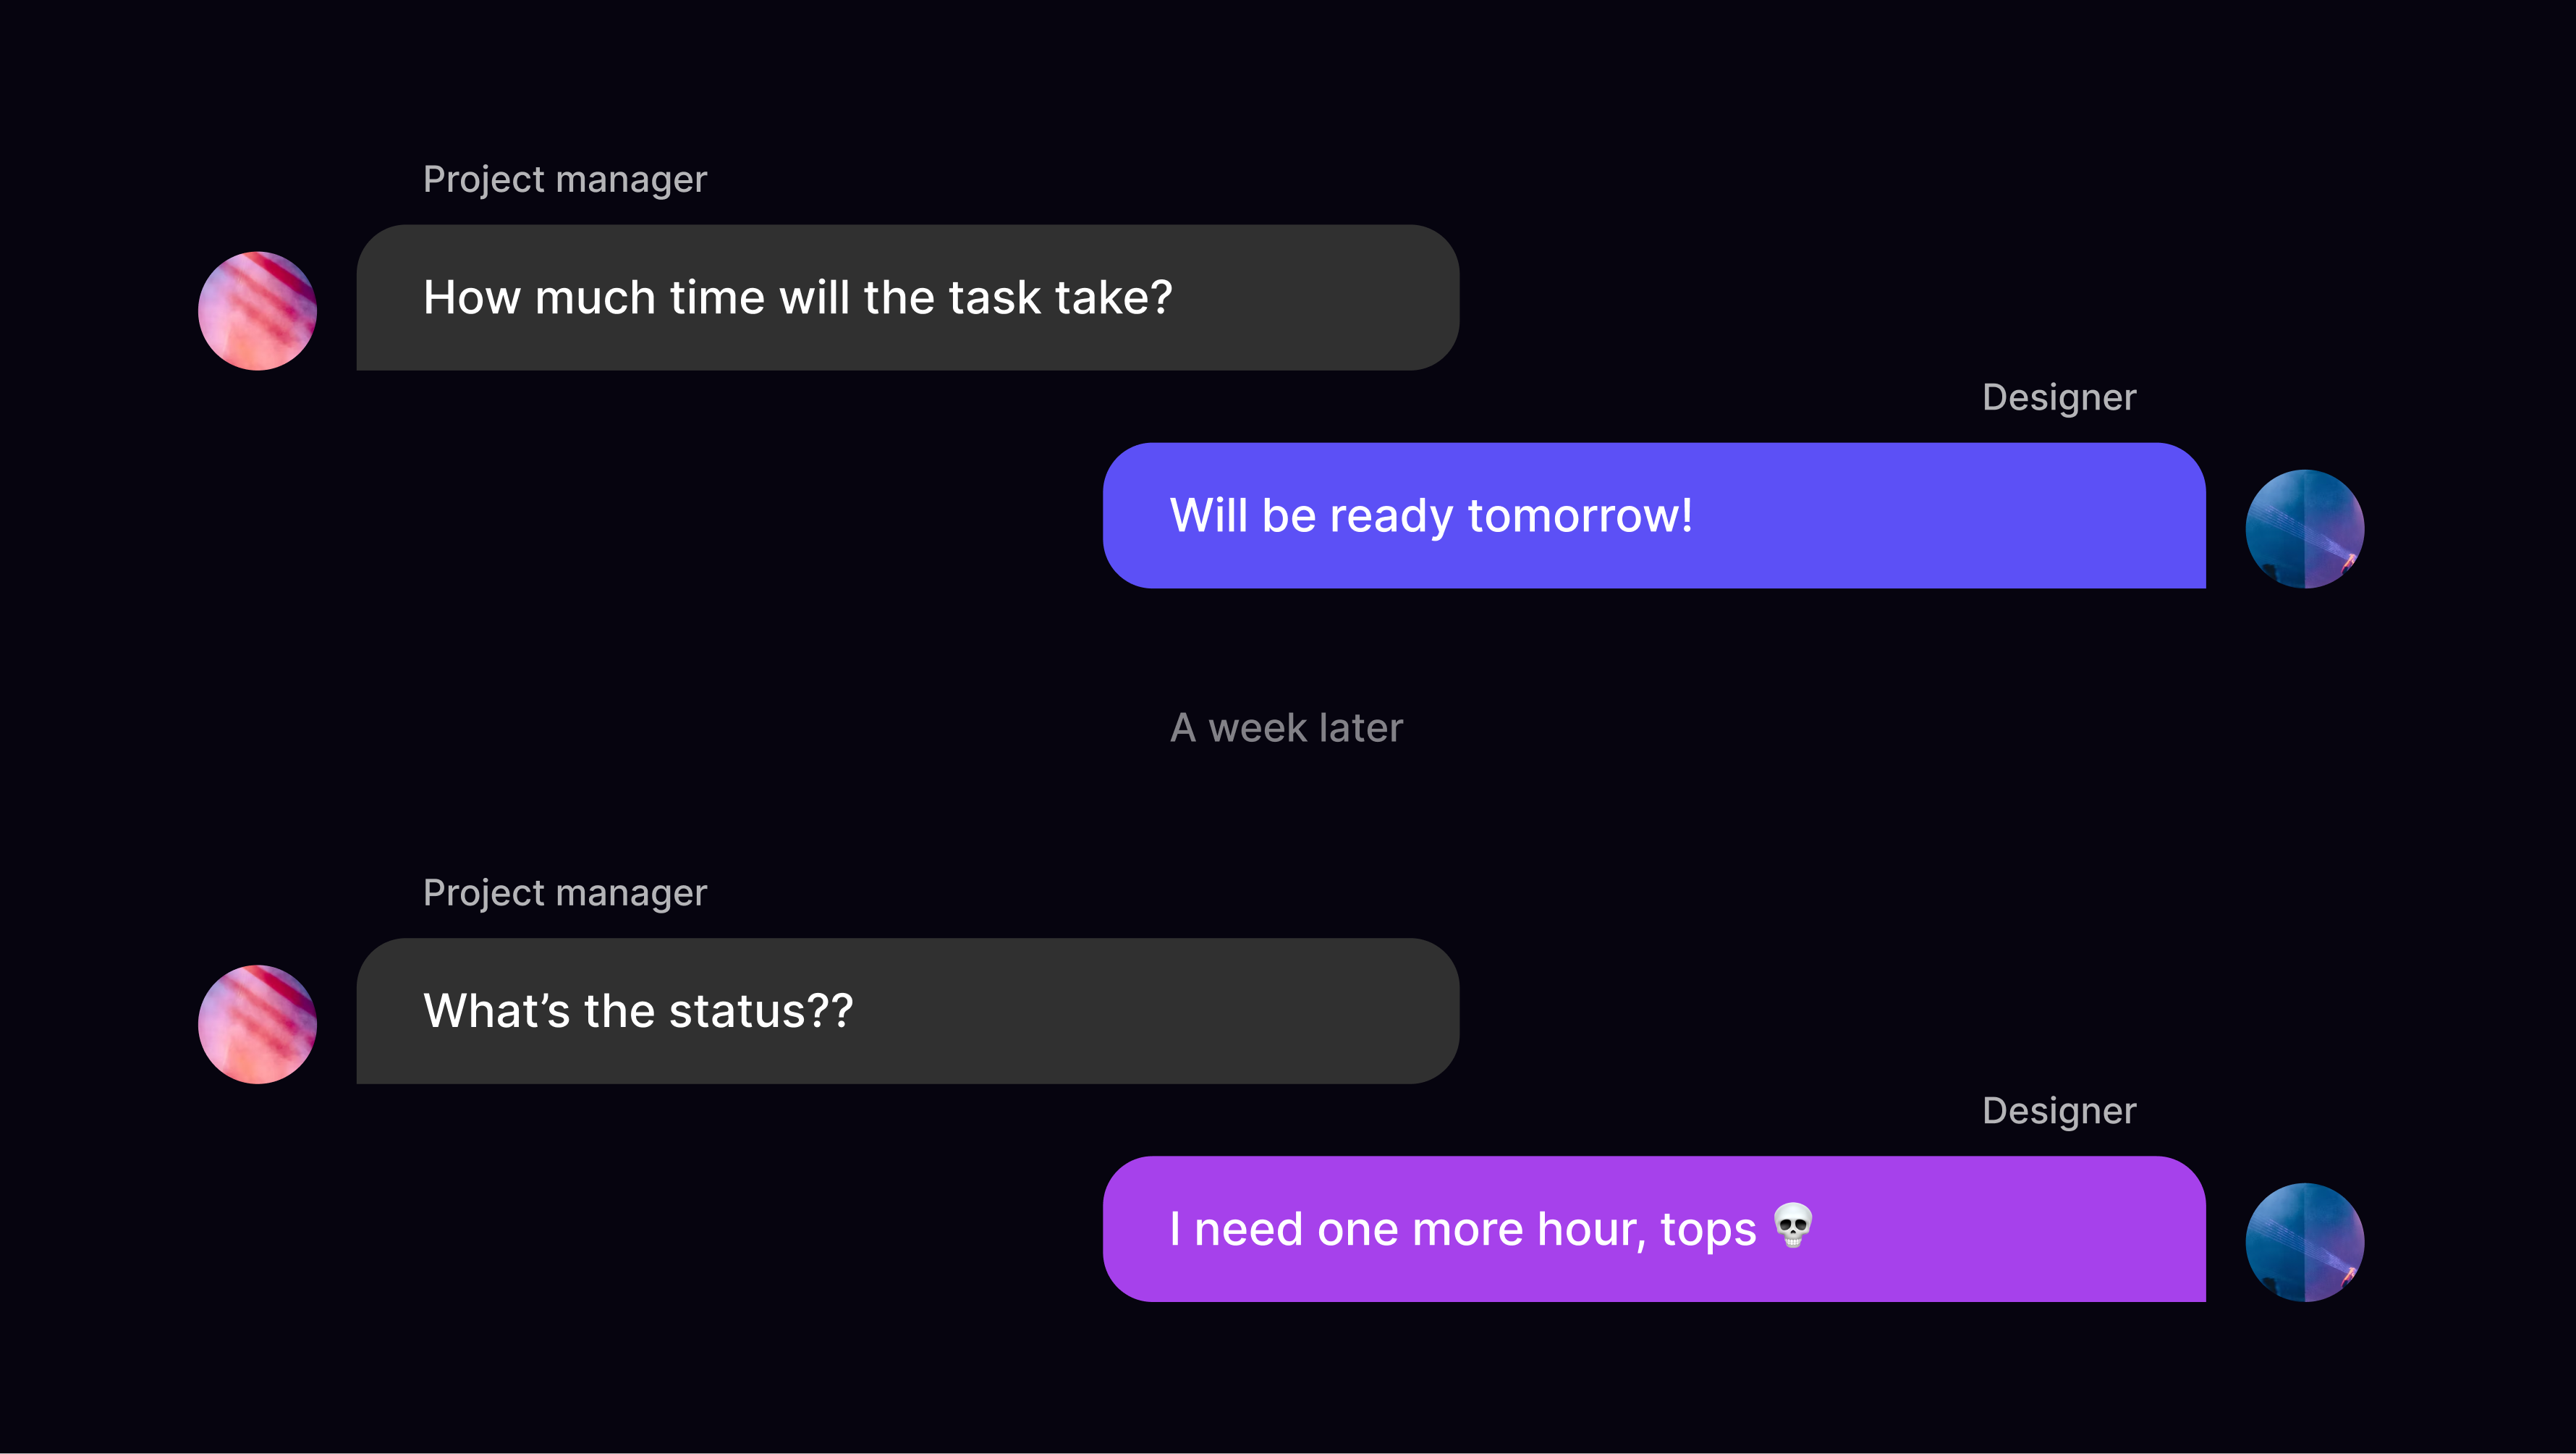 Project manager
How much time will the task take?
Designer
Will be ready tomorrow!
A week later
Project manager
What’s the status??
Designer
I need one more hour, tops 💀